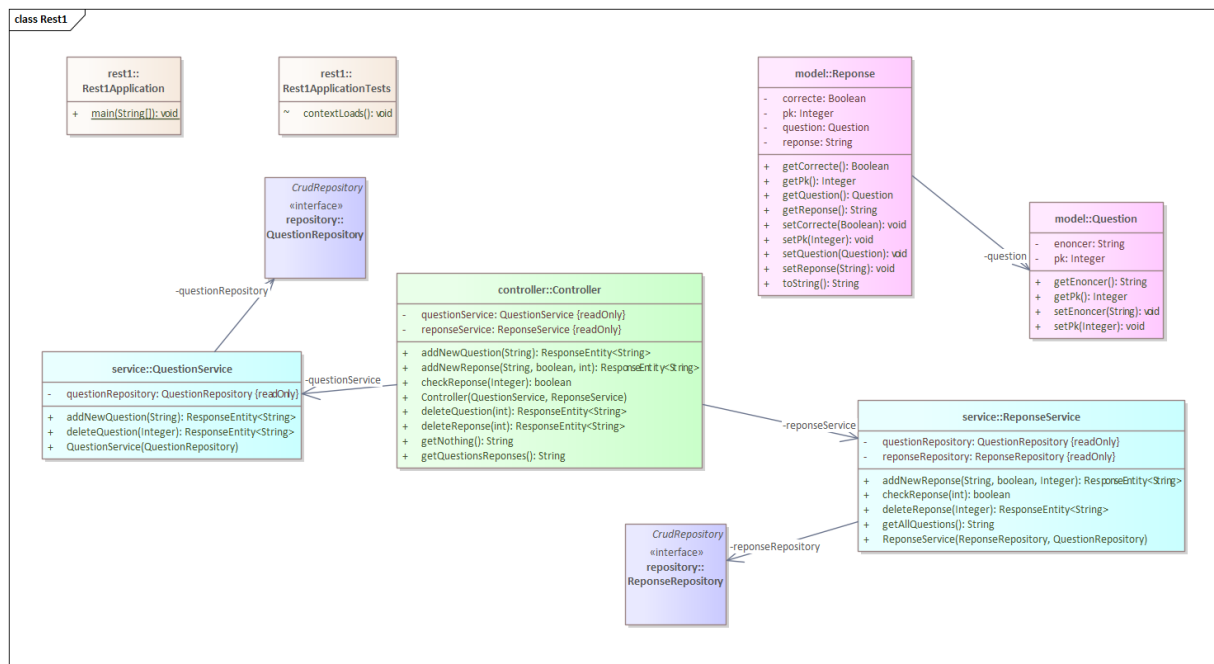 class Rest1
rest1::
Rest1Application
+ main(String[]): void
rest1::
Rest1ApplicationTests
~ contextLoads(): void
model::Reponse
- correcte: Boolean
- pk: Integer
- question: Question
- reponse: String
+ getCorrecte(): Boolean
+ getPk(): Integer
+ getQuestion(): Question
+ getReponse(): String
+ setCorrecte(Boolean): void
+ setPk(Integer): void
+ setQuestion(Question): void
+ setReponse(String): void
+ toString(): String
-question
model::Question
- enoncer: String
- pk: Integer
+ getEnoncer(): String
+ getPk(): Integer
+ setEnoncer(String): void
+ setPk(Integer): void
CrudRepository
«interface»
repository::
QuestionRepository
-questionRepository
controller::Controller
- questionService: QuestionService {readOnly}
- reponseService: ReponseService {readOnly}
+ addNewQuestion(String): ResponseEntity<String>
+ addNewReponse(String, boolean, int): ResponseEntity<String>
+ checkReponse(Integer): boolean
+ Controller(QuestionService, ReponseService)
+ deleteQuestion(int): ResponseEntity<String>
+ deleteReponse(int): ResponseEntity<String>
+ getNothing(): String
+ getQuestionsReponses(): String
-questionService
service::QuestionService
- questionRepository: QuestionRepository {readOnly}
+ addNewQuestion(String): ResponseEntity<String>
+ deleteQuestion(Integer): ResponseEntity<String>
+ QuestionService(QuestionRepository)
-reponseService
service::ReponseService
- questionRepository: QuestionRepository {readOnly}
- reponseRepository: ReponseRepository {readOnly}
+ addNewReponse(String, boolean, Integer): ResponseEntity<String>
+ checkReponse(int): boolean
+ deleteReponse(Integer): ResponseEntity<String>
+ getAllQuestions(): String
+ ReponseService(ReponseRepository, QuestionRepository)
-reponseRepository
CrudRepository
«interface»
repository::
ReponseRepository